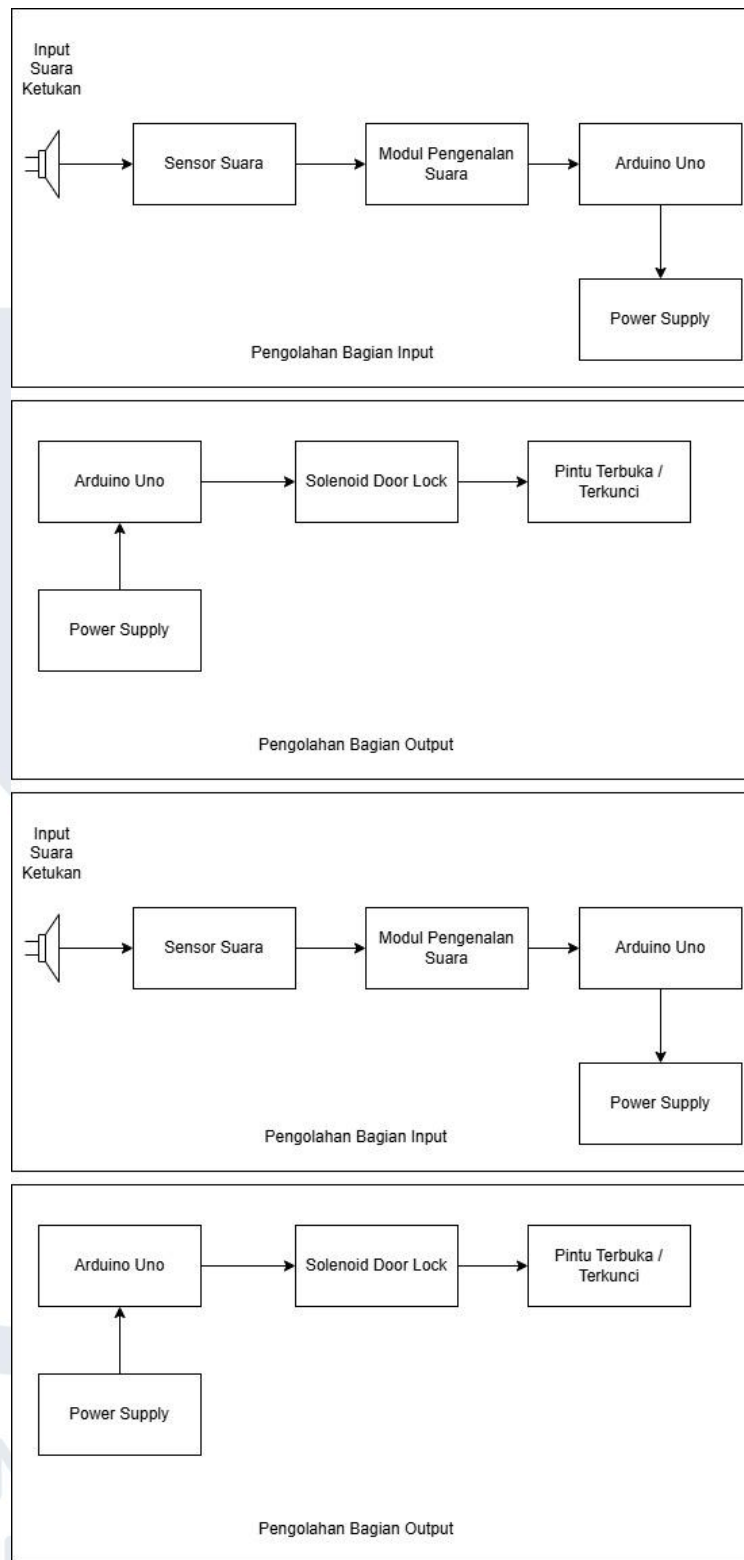 Input
Suara
Ketukan
Sensor Suara
Modul Pengenalan
Suara
Arduino Uno
Power Supply
Pengolahan Bagian Input
Arduino Uno
Solenoid Door Lock
Pintu Terbuka /
Terkunci
Power Supply
Pengolahan Bagian Output
Input
Suara
Ketukan
Sensor Suara
Modul Pengenalan
Suara
Arduino Uno
Power Supply
Pengolahan Bagian Input
Arduino Uno
Solenoid Door Lock
Pintu Terbuka /
Terkunci
Power Supply
Pengolahan Bagian Output